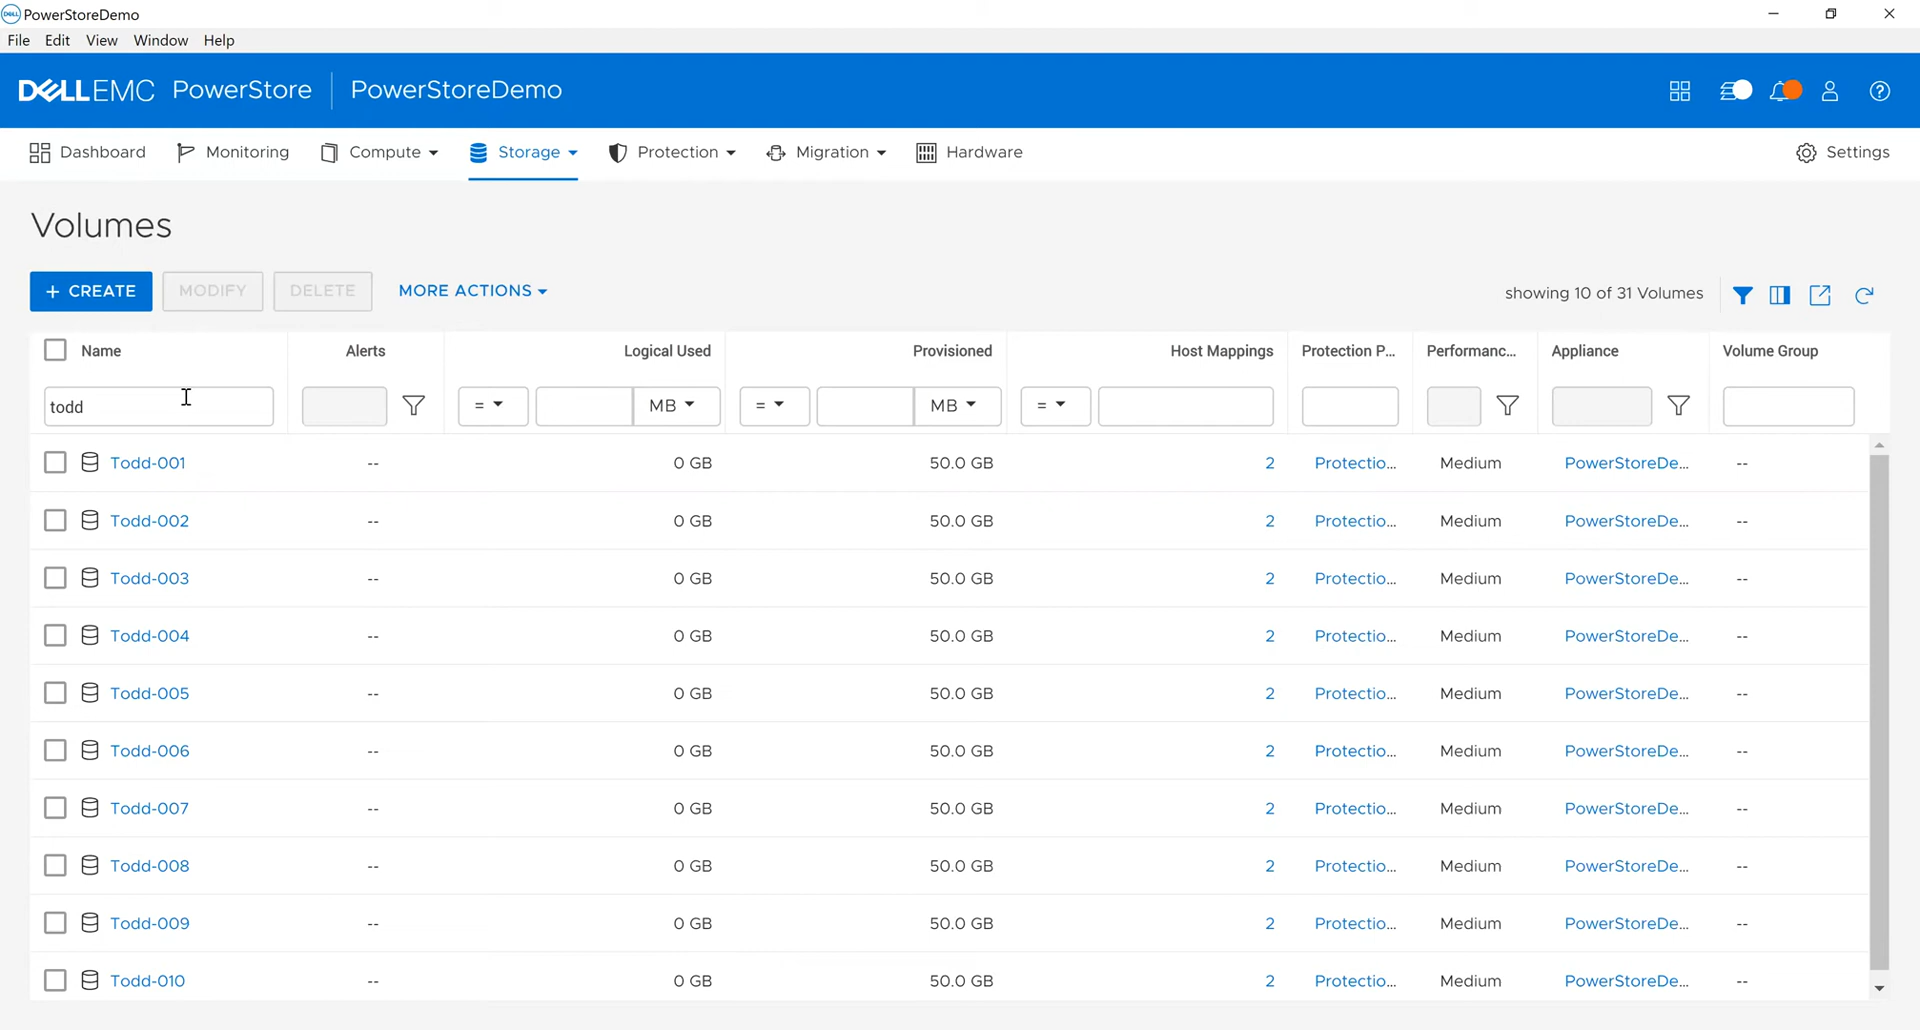 PowerStoreDemo
File Edit View Window Help
DELLEMC PowerStore PowerStoreDemo
Dashboard Monitoring Compute Storage Protection Migration Hardware Settings
Volumes
+ CREATE MODIFY DELETE MORE ACTIONS showing 10 of 31 Volumes
Name Alerts Logical Used Provisioned Host Mappings Protection P... Performanc... Appliance Volume Group
todd = MB = MB =
Todd-001 -- 0 GB 50.0 GB 2 Protectio... Medium PowerStoreDe... --
Todd-002 -- 0 GB 50.0 GB 2 Protectio... Medium PowerStoreDe... --
Todd-003 -- 0 GB 50.0 GB 2 Protectio... Medium PowerStoreDe... --
Todd-004 -- 0 GB 50.0 GB 2 Protectio... Medium PowerStoreDe... --
Todd-005 -- 0 GB 50.0 GB 2 Protectio... Medium PowerStoreDe... --
Todd-006 -- 0 GB 50.0 GB 2 Protectio... Medium PowerStoreDe... --
Todd-007 -- 0 GB 50.0 GB 2 Protectio... Medium PowerStoreDe... --
Todd-008 -- 0 GB 50.0 GB 2 Protectio... Medium PowerStoreDe... --
Todd-009 -- 0 GB 50.0 GB 2 Protectio... Medium PowerStoreDe... --
Todd-010 -- 0 GB 50.0 GB 2 Protectio... Medium PowerStoreDe... --